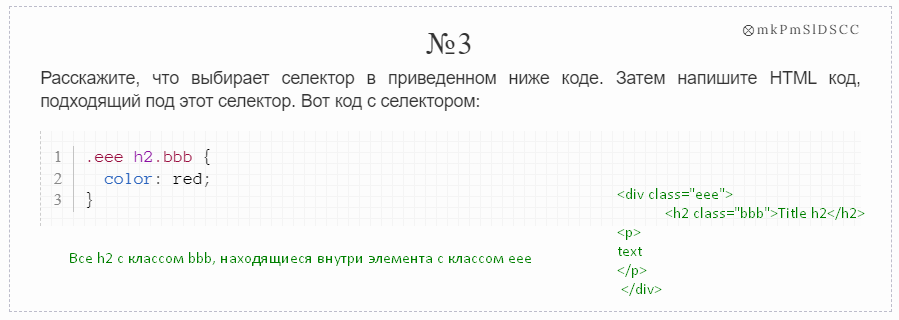 ⊗mkPmSlDSCC
№3
Расскажите, что выбирает селектор в приведенном ниже коде. Затем напишите HTML код,
подходящий под этот селектор. Вот код с селектором:
1 .eee h2.bbb {
2 color: red;
3 }
<div class="eee">
<h2 class="bbb">Title h2</h2>
<p>
text
</p>
</div>
Все h2 с классом bbb, находящиеся внутри элемента с классом eee